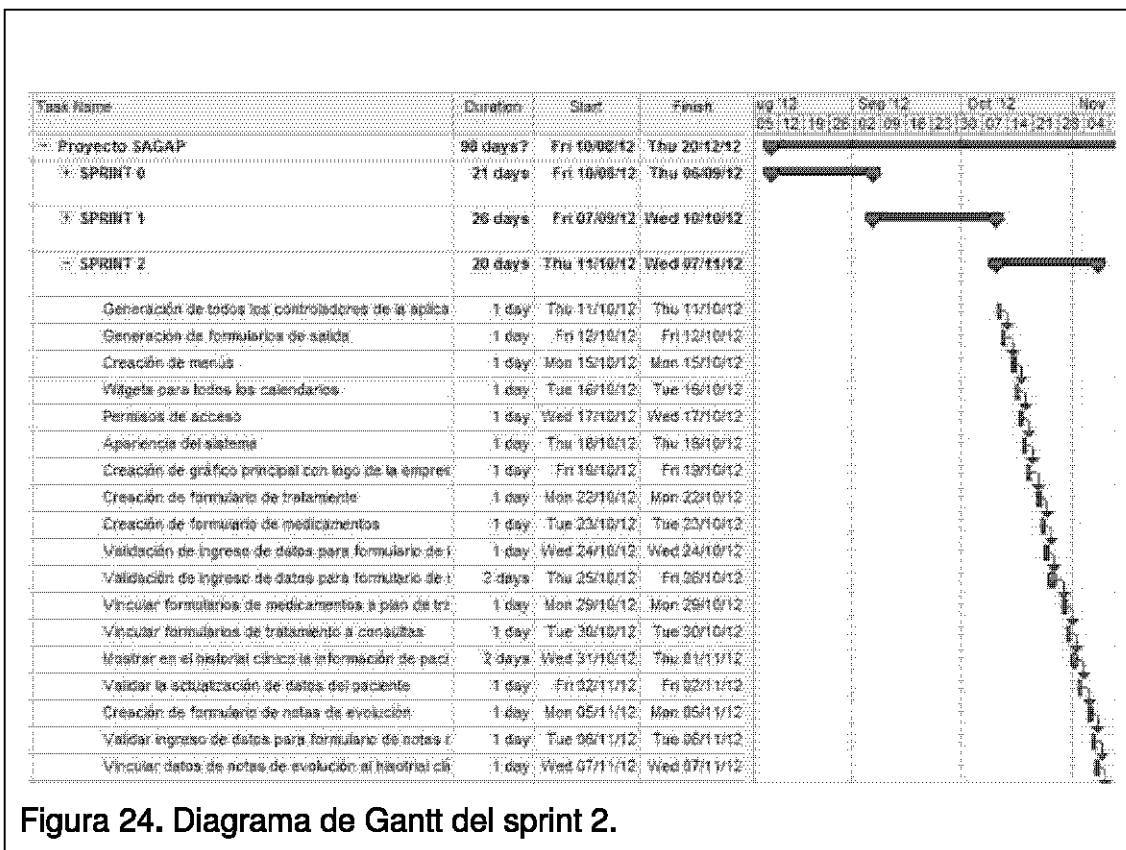 Task Name Duration Start Finish ug '12 Sep '12 Oct '12 Nov
05 12 19 26 02 09 16 23 30 07 14 21 28 04
Proyecto SAGAP 98 days? Fri 10/08/12 Thu 20/12/12
SPRINT 0 21 days Fri 10/08/12 Thu 06/09/12
SPRINT 1 26 days Fri 07/09/12 Wed 10/10/12
SPRINT 2 20 days Thu 11/10/12 Wed 07/11/12
Generación de todos los controladores de la aplica 1 day Thu 11/10/12 Thu 11/10/12
Generación de formularios de salida 1 day Fri 12/10/12 Fri 12/10/12
Creación de menús 1 day Mon 15/10/12 Mon 15/10/12
Witgets para todos los calendarios 1 day Tue 16/10/12 Tue 16/10/12
Permisos de acceso 1 day Wed 17/10/12 Wed 17/10/12
Apariencia del sistema 1 day Thu 18/10/12 Thu 18/10/12
Creación de gráfico principal con logo de la empres 1 day Fri 19/10/12 Fri 19/10/12
Creación de formulario de tratamiento 1 day Mon 22/10/12 Mon 22/10/12
Creación de formulario de medicamentos 1 day Tue 23/10/12 Tue 23/10/12
Validación de ingreso de datos para formulario de 1 day Wed 24/10/12 Wed 24/10/12
Validación de ingreso de datos para formulario de 2 days Thu 25/10/12 Fri 26/10/12
Vincular formularios de medicamentos a plan de tra 1 day Mon 29/10/12 Mon 29/10/12
Vincular formularios de tratamiento a consultas 1 day Tue 30/10/12 Tue 30/10/12
Mostrar en el historial clínico la información de paci 2 days Wed 31/10/12 Thu 01/11/12
Validar la actualización de datos del paciente 1 day Fri 02/11/12 Fri 02/11/12
Creación de formulario de notas de evolución 1 day Mon 05/11/12 Mon 05/11/12
Validar ingreso de datos para formulario de notas 1 day Tue 06/11/12 Tue 06/11/12
Vincular datos de notas de evolución al hisotrial clí 1 day Wed 07/11/12 Wed 07/11/12
Figura 24. Diagrama de Gantt del sprint 2.